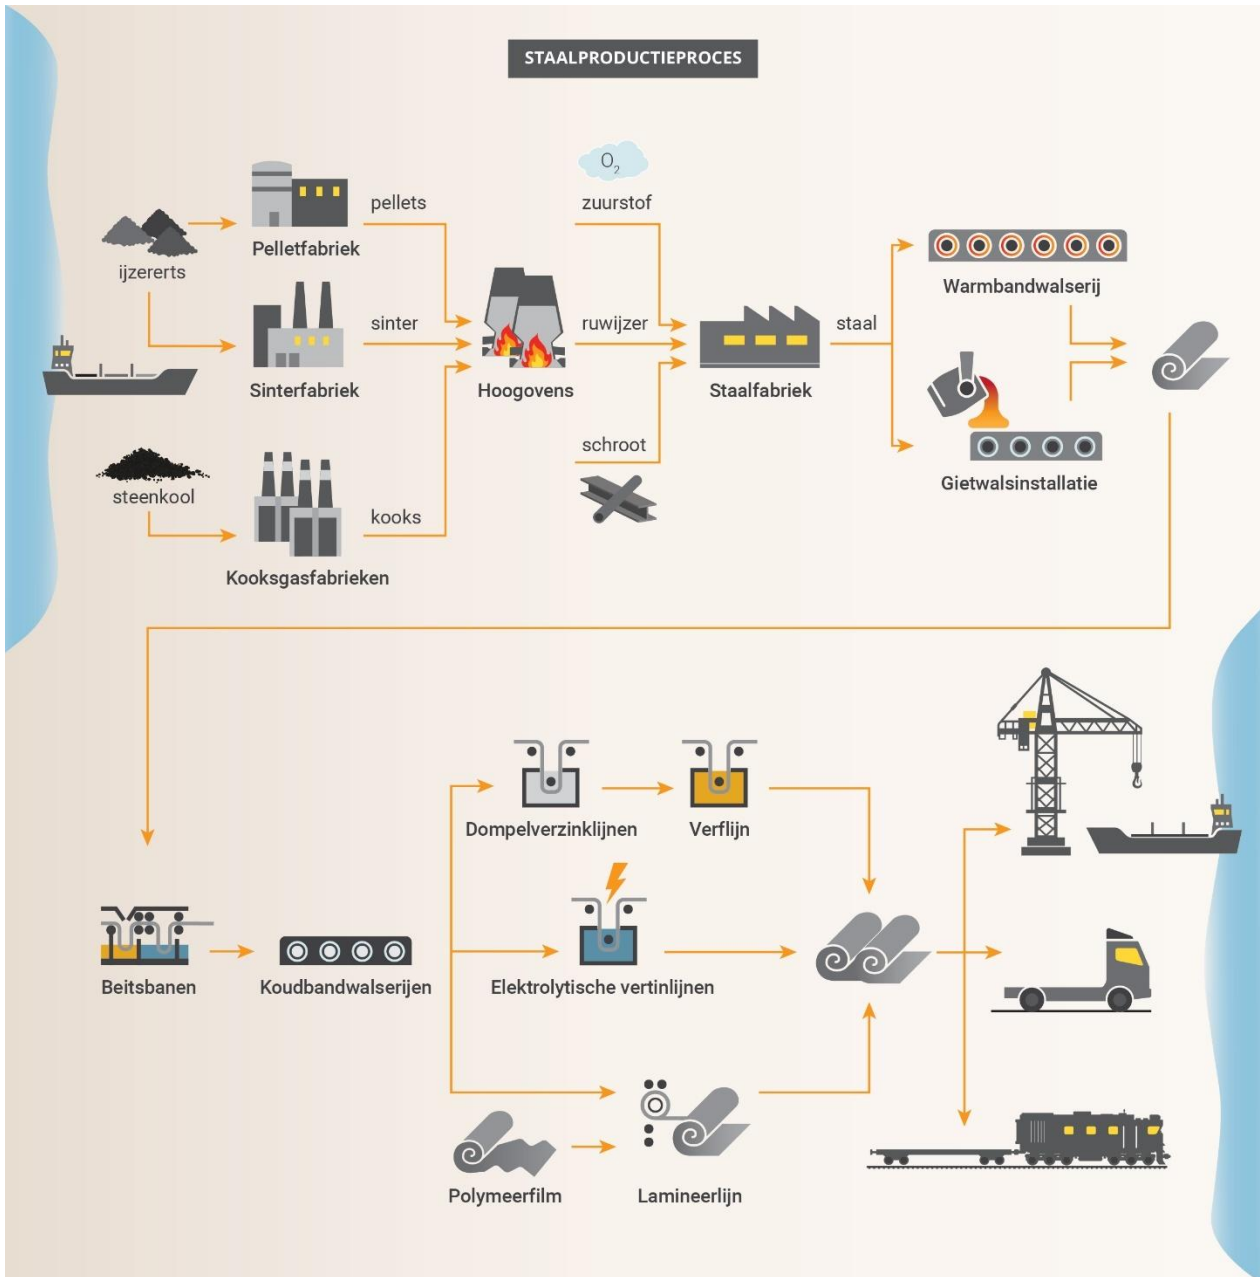 STAALPRODUCTIEPROCES
O2
pellets
zuurstof
Pelletfabriek
ijzererts
Warmbandwalserij
sinter
ruwijzer
staal
Sinterfabriek
Hoogovens
Staalfabriek
schroot
steenkool
Gietwalsinstallatie
kooks
Kooksgasfabrieken
Dompelverzinklijnen
Verflijn
Beitsbanen
Koudbandwalserijen
Elektrolytische vertinlijnen
Polymeerfilm
Lamineerlijn